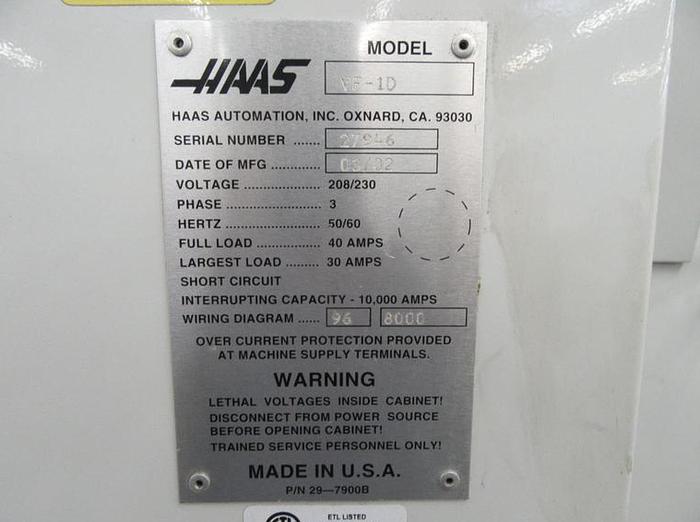 MODEL
HAAS VF-1D
HAAS AUTOMATION, INC. OXNARD, CA. 93030
SERIAL NUMBER ....... 27946
DATE OF MFG ............. 03/02
VOLTAGE .................... 208/230
PHASE ......................... 3
HERTZ ......................... 50/60
FULL LOAD ................. 40 AMPS
LARGEST LOAD ......... 30 AMPS
SHORT CIRCUIT
INTERRUPTING CAPACITY - 10,000 AMPS
WIRING DIAGRAM ...... 96 8000
OVER CURRENT PROTECTION PROVIDED
AT MACHINE SUPPLY TERMINALS.
WARNING
LETHAL VOLTAGES INSIDE CABINET!
DISCONNECT FROM POWER SOURCE
BEFORE OPENING CABINET!
TRAINED SERVICE PERSONNEL ONLY!
MADE IN U.S.A.
P/N 29—7900B
ETL LISTED